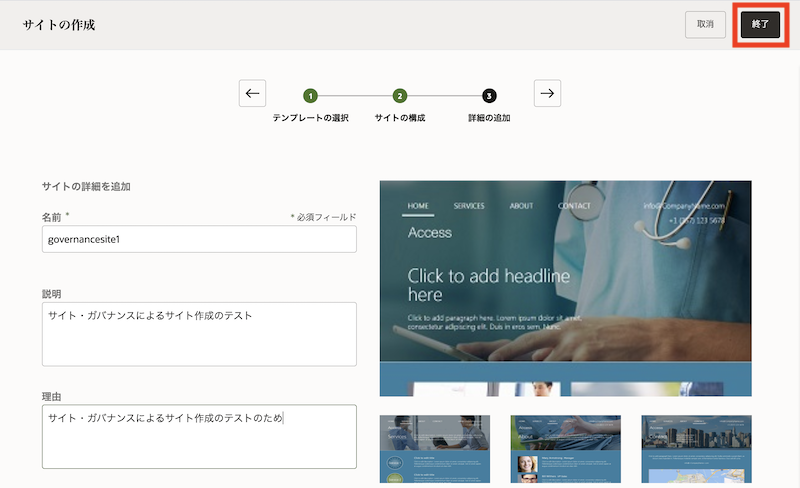 サイトの作成
取消
終了
1
2
3
テンプレートの選択
サイトの構成
詳細の追加
サイトの詳細を追加
名前 *
* 必須フィールド
governancesite1
説明
サイト・ガバナンスによるサイト作成のテスト
理由
サイト・ガバナンスによるサイト作成のテストのため
HOME SERVICES ABOUT CONTACT
info@CompanyName.com
+1 (347) 123 5678
Access
Click to add headline
here
Click to add paragraph here. Lorem ipsum dolor sit amet,
consectetur adipiscing elit. Duis in eros sem. Nunc.
Services
About
Contact